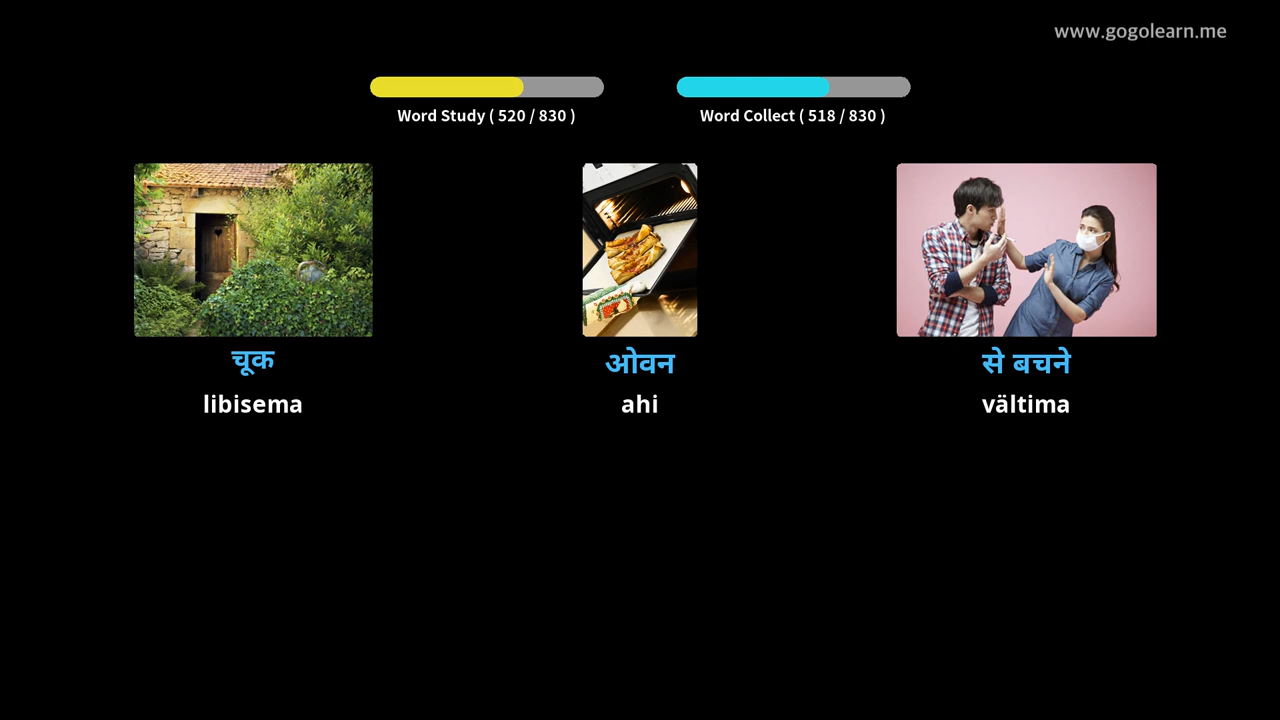 www.gogolearn.me
Word Study ( 520 / 830 )
Word Collect ( 518 / 830 )
चूक
libisema
ओवन
ahi
से बचने
vältima